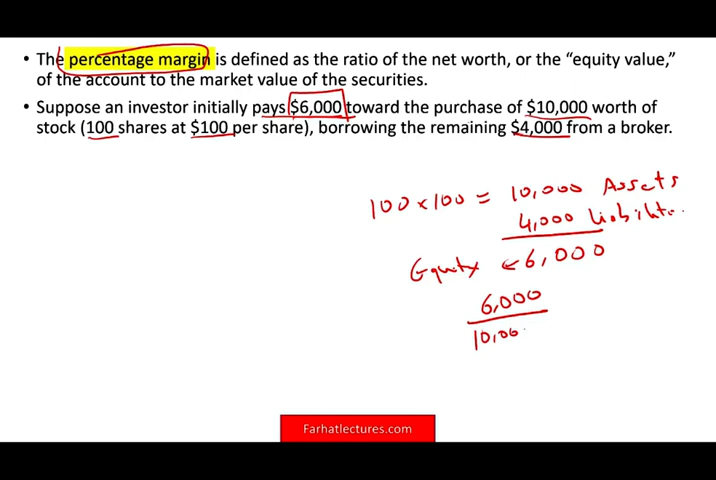 • The percentage margin is defined as the ratio of the net worth, or the “equity value,”
of the account to the market value of the securities.
• Suppose an investor initially pays $6,000 toward the purchase of $10,000 worth of
stock (100 shares at $100 per share), borrowing the remaining $4,000 from a broker.
100 x 100 = 10,000 Assets
4,000 Liabilite.
Equity ← 6,000
6,000
10,00
Farhatlectures.com